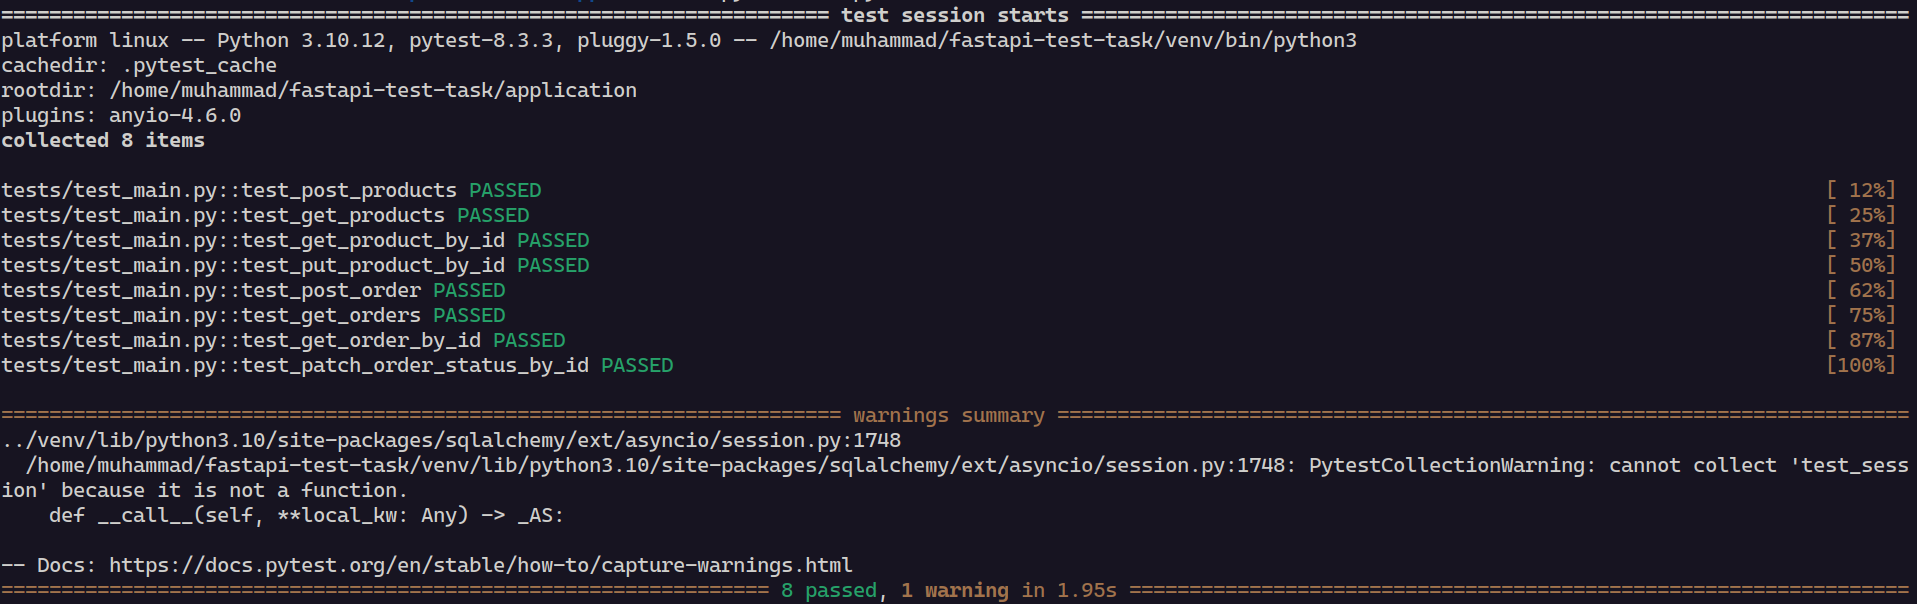 ===================================================================== test session starts =====================================================================
platform linux -- Python 3.10.12, pytest-8.3.3, pluggy-1.5.0 -- /home/muhammad/fastapi-test-task/venv/bin/python3
cachedir: .pytest_cache
rootdir: /home/muhammad/fastapi-test-task/application
plugins: anyio-4.6.0
collected 8 items
tests/test_main.py::test_post_products PASSED [ 12%]
tests/test_main.py::test_get_products PASSED [ 25%]
tests/test_main.py::test_get_product_by_id PASSED [ 37%]
tests/test_main.py::test_put_product_by_id PASSED [ 50%]
tests/test_main.py::test_post_order PASSED [ 62%]
tests/test_main.py::test_get_orders PASSED [ 75%]
tests/test_main.py::test_get_order_by_id PASSED [ 87%]
tests/test_main.py::test_patch_order_status_by_id PASSED [100%]
====================================================================== warnings summary =======================================================================
../venv/lib/python3.10/site-packages/sqlalchemy/ext/asyncio/session.py:1748
  /home/muhammad/fastapi-test-task/venv/lib/python3.10/site-packages/sqlalchemy/ext/asyncio/session.py:1748: PytestCollectionWarning: cannot collect 'test_sess
ion' because it is not a function.
    def __call__(self, **local_kw: Any) -> _AS:
-- Docs: https://docs.pytest.org/en/stable/how-to/capture-warnings.html
================================================================ 8 passed, 1 warning in 1.95s =================================================================